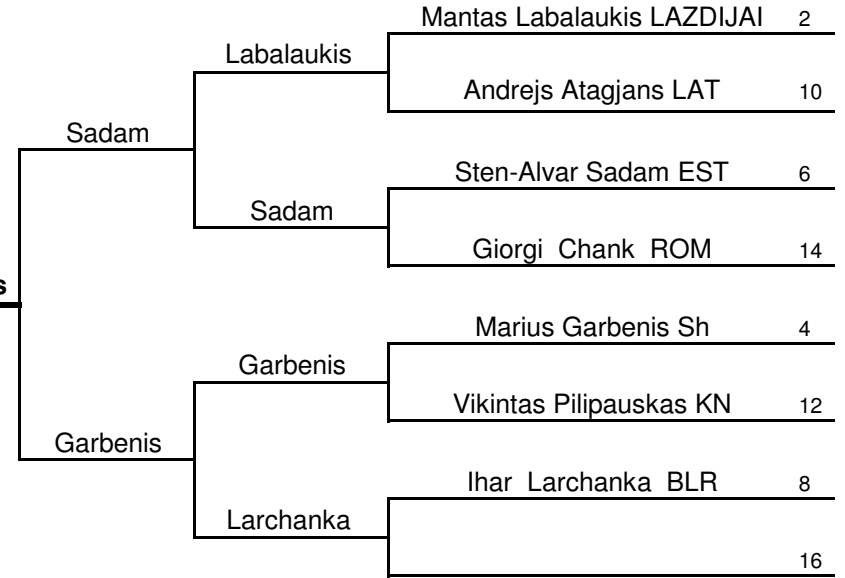 Mantas Labalaukis LAZDIJAI 2
Labalaukis
Andrejs Atagjans LAT 10
Sadam
Sten-Alvar Sadam EST 6
Sadam
Giorgi Chank ROM 14
s
Marius Garbenis Sh 4
Garbenis
Vikintas Pilipauskas KN 12
Garbenis
Ihar Larchanka BLR 8
Larchanka
16